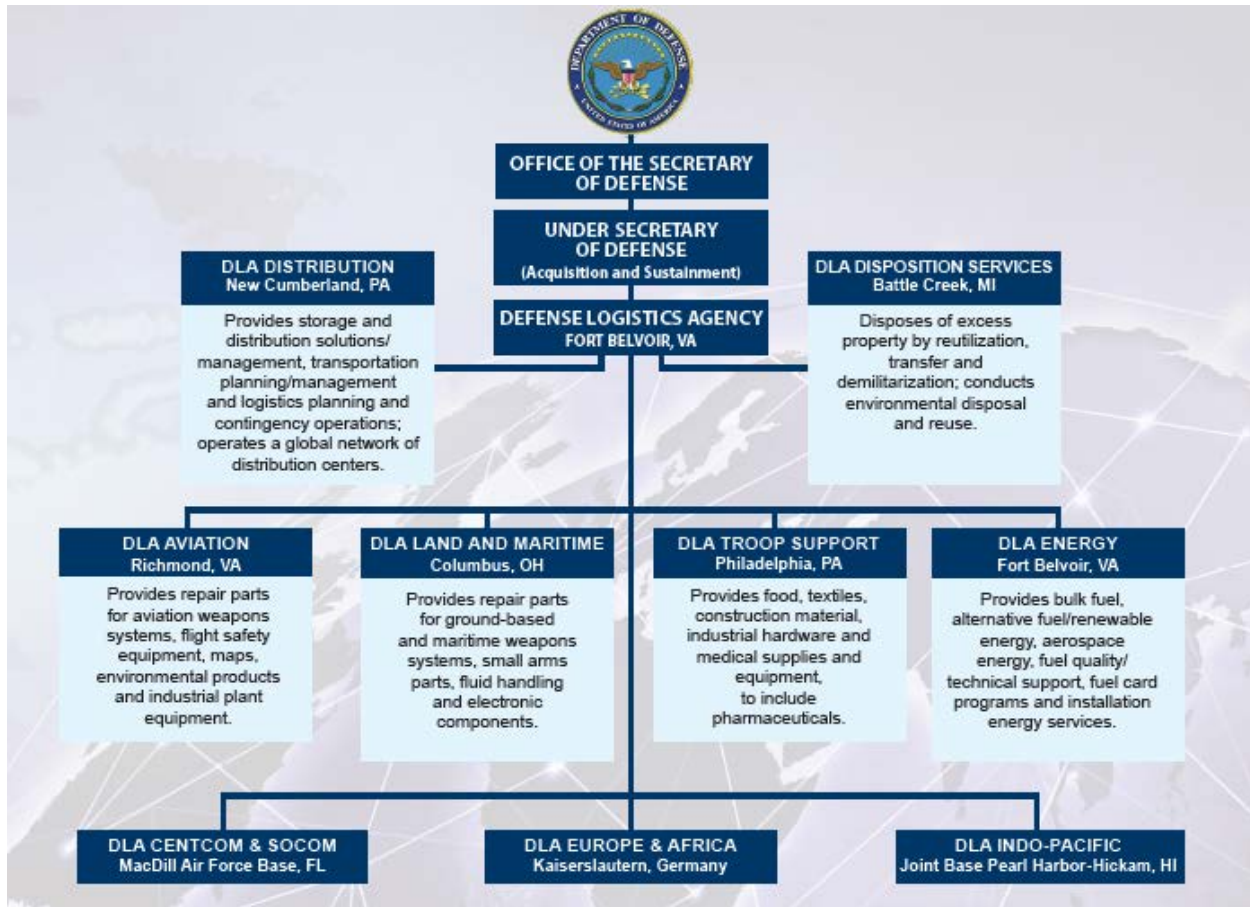 DEPARTMENT OF DEFENSE
UNITED STATES OF AMERICA
OFFICE OF THE SECRETARY
OF DEFENSE
UNDER SECRETARY
OF DEFENSE
(Acquisition and Sustainment)
DEFENSE LOGISTICS AGENCY
FORT BELVOIR, VA
DLA DISTRIBUTION
New Cumberland, PA
Provides storage and
distribution solutions/
management, transportation
planning/management
and logistics planning and
contingency operations;
operates a global network of
distribution centers.
DLA DISPOSITION SERVICES
Battle Creek, MI
Disposes of excess
property by reutilization,
transfer and
demilitarization; conducts
environmental disposal
and reuse.
DLA AVIATION
Richmond, VA
Provides repair parts
for aviation weapons
systems, flight safety
equipment, maps,
environmental products
and industrial plant
equipment.
DLA LAND AND MARITIME
Columbus, OH
Provides repair parts
for ground-based
and maritime weapons
systems, small arms
parts, fluid handling
and electronic
components.
DLA TROOP SUPPORT
Philadelphia, PA
Provides food, textiles,
construction material,
industrial hardware and
medical supplies and
equipment,
to include
pharmaceuticals.
DLA ENERGY
Fort Belvoir, VA
Provides bulk fuel,
alternative fuel/renewable
energy, aerospace
energy, fuel quality/
technical support, fuel card
programs and installation
energy services.
DLA CENTCOM & SOCOM
MacDill Air Force Base, FL
DLA EUROPE & AFRICA
Kaiserslautern, Germany
DLA INDO-PACIFIC
Joint Base Pearl Harbor-Hickam, HI